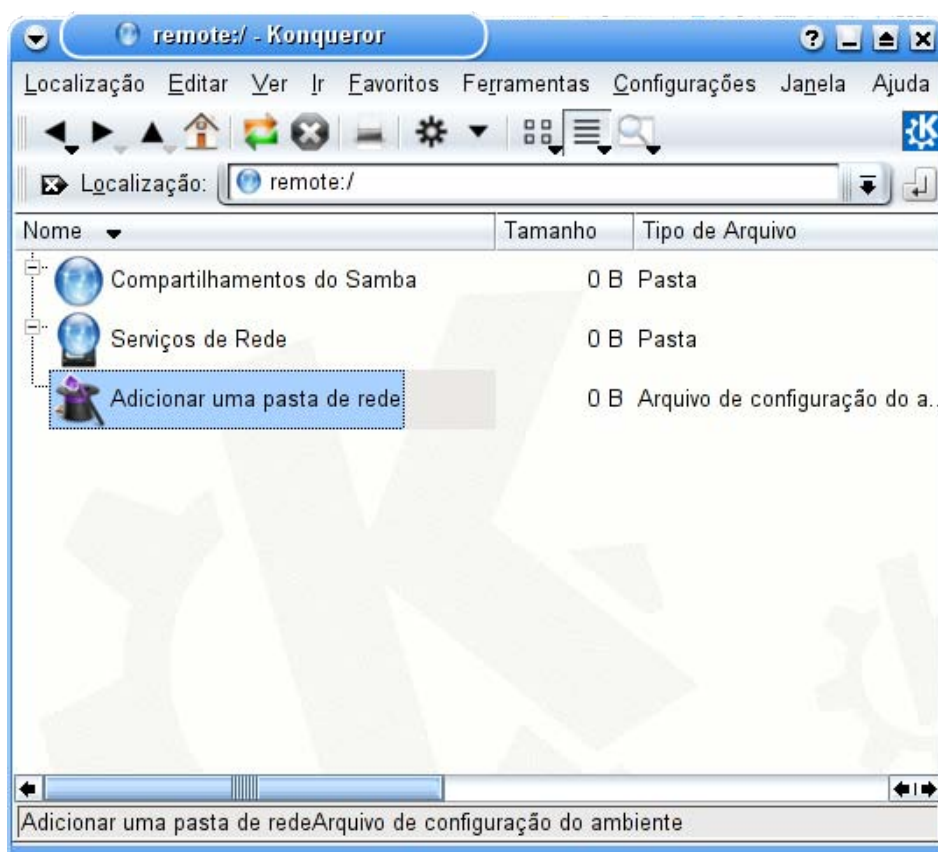 remote:/ - Konqueror
Localização Editar Ver Ir Favoritos Ferramentas Configurações Janela Ajuda
Localização: remote:/
Nome Tamanho Tipo de Arquivo
Compartilhamentos do Samba 0 B Pasta
Serviços de Rede 0 B Pasta
Adicionar uma pasta de rede 0 B Arquivo de configuração do a..
Adicionar uma pasta de redeArquivo de configuração do ambiente